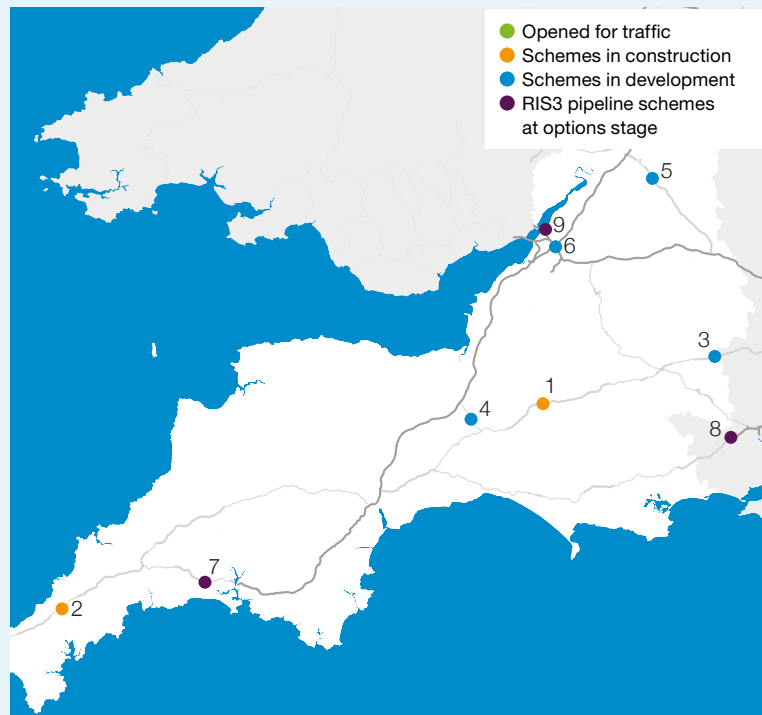 Opened for traffic
Schemes in construction
Schemes in development
RIS3 pipeline schemes
at options stage
5
9
6
3
1
4
8
7
2